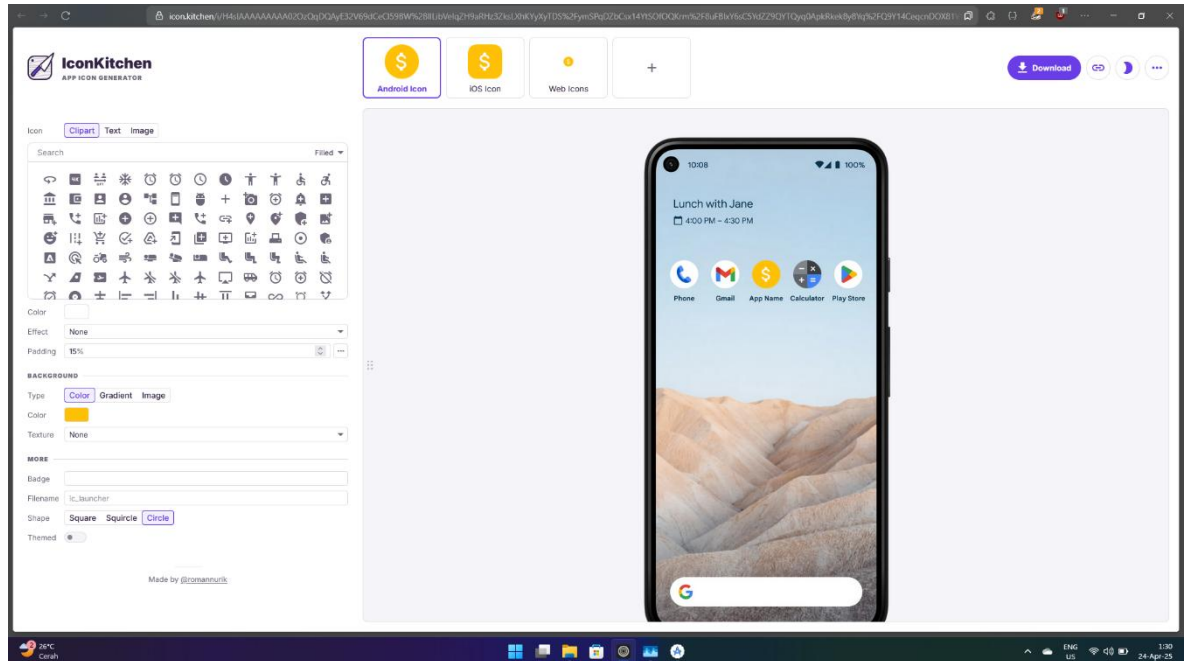 icon.kitchen
IconKitchen
APP ICON GENERATOR
Android Icon
iOS Icon
Web Icons
+
Download
Icon Clipart Text Image
Search Filled
Color
Effect None
Padding 15%
BACKGROUND
Type Color Gradient Image
Color
Texture None
MORE
Badge
Filename ic_launcher
Shape Square Squircle Circle
Themed
Made by @romannurik
10:08 100%
Lunch with Jane
4:00 PM – 4:30 PM
Phone Gmail App Name Calculator Play Store
26°C
Cerah
ENG
US
1:30
24-Apr-25